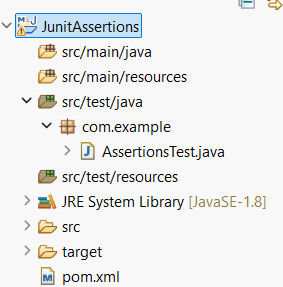 JunitAssertions
src/main/java
src/main/resources
src/test/java
com.example
AssertionsTest.java
src/test/resources
JRE System Library [JavaSE-1.8]
src
target
pom.xml